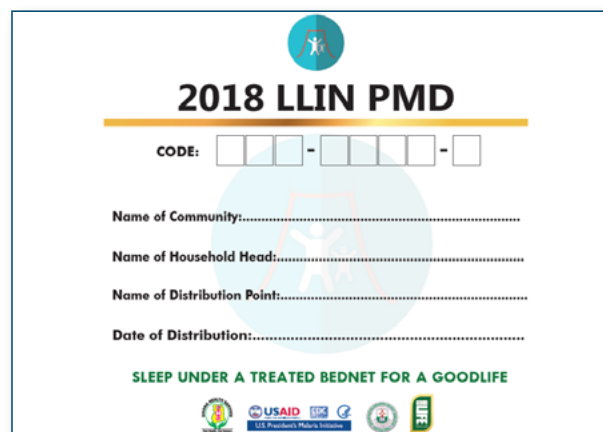 2018 LLIN PMD
CODE: - -
Name of Community:......................................................................
Name of Household Head:...............................................................
Name of Distribution Point:..............................................................
Date of Distribution:..............................................................
SLEEP UNDER A TREATED BEDNET FOR A GOODLIFE
USAID CDC
U.S. President's Malaria Initiative